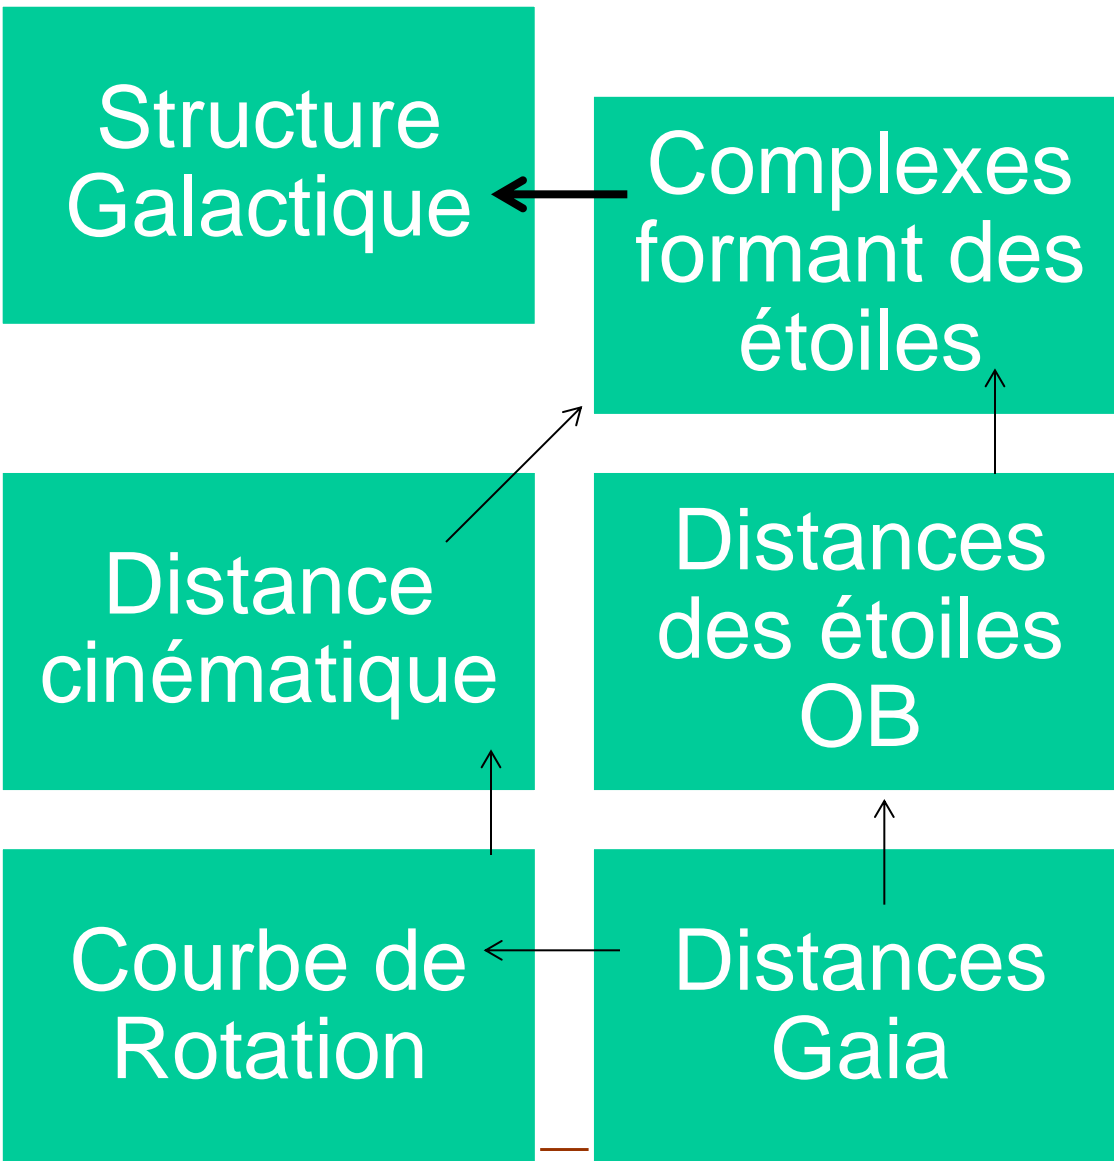 Structure
Galactique
Complexes
formant des
étoiles
Distance
cinématique
Distances
des étoiles
OB
Courbe de
Rotation
Distances
Gaia